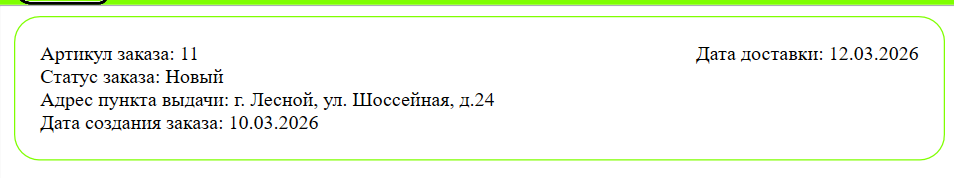 Артикул заказа: 11 Дата доставки: 12.03.2026
Статус заказа: Новый
Адрес пункта выдачи: г. Лесной, ул. Шоссейная, д.24
Дата создания заказа: 10.03.2026